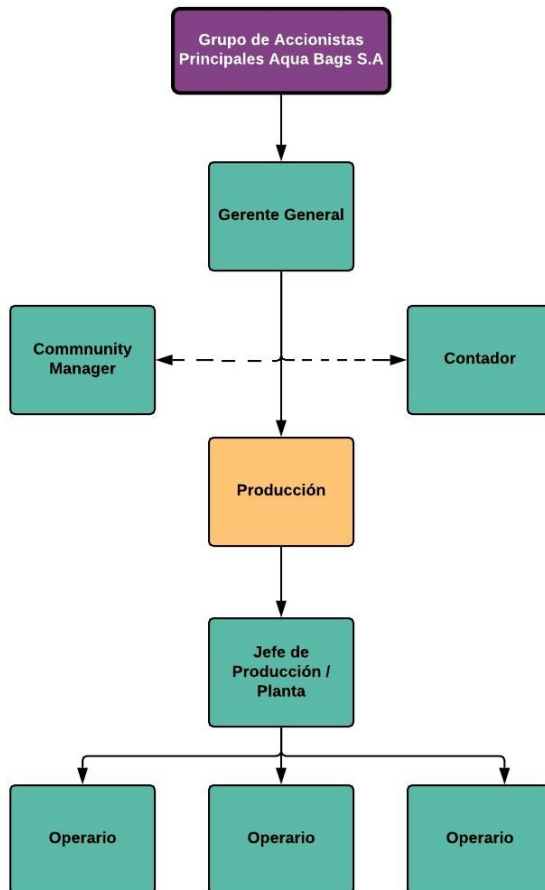 Grupo de Accionistas
Principales Aqua Bags S.A
Gerente General
Commnunity
Manager
Contador
Producción
Jefe de
Producción /
Planta
Operario
Operario
Operario